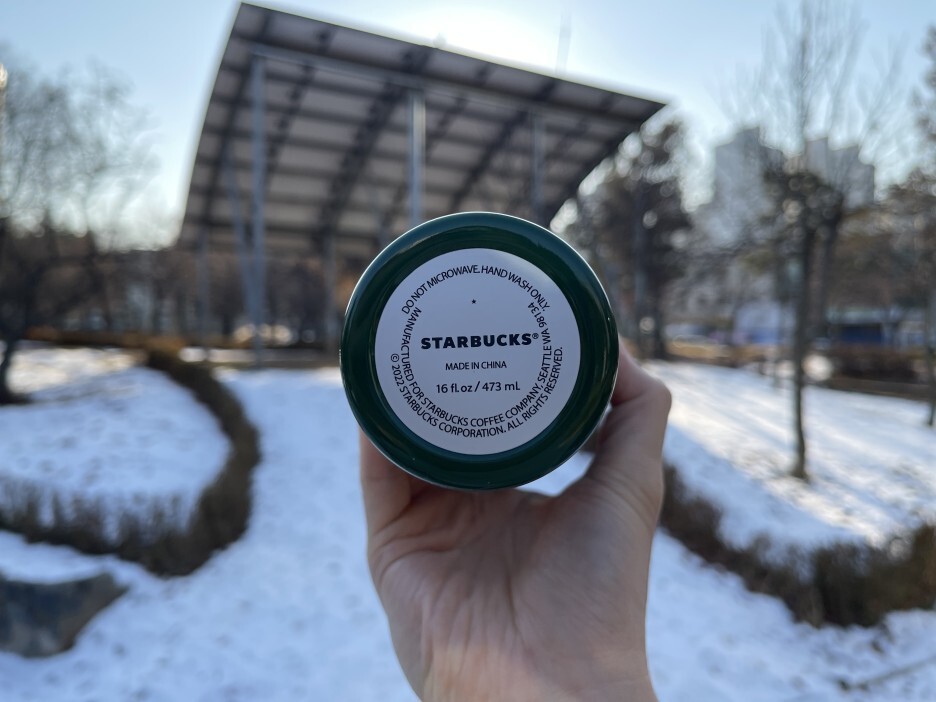 DO NOT MICROWAVE. HAND WASH ONLY.
*
STARBUCKS®
MADE IN CHINA
16 fl.oz / 473 mL
MANUFACTURED FOR STARBUCKS COFFEE COMPANY, SEATTLE WA 98134
©2022 STARBUCKS CORPORATION. ALL RIGHTS RESERVED.